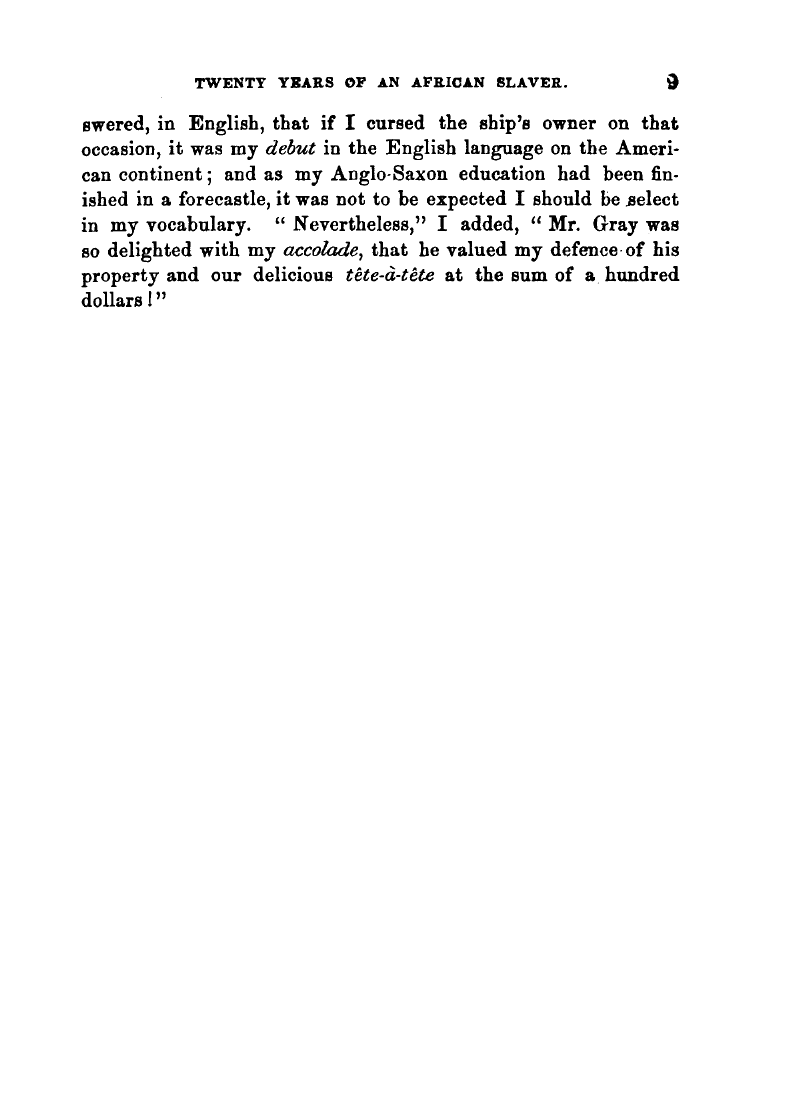 TWENTY YEARS OF AN AFRICAN SLAVER. 9
swered, in English, that if I cursed the ship's owner on that
occasion, it was my debut in the English language on the Ameri-
can continent; and as my Anglo-Saxon education had been fin-
ished in a forecastle, it was not to be expected I should be select
in my vocabulary. “ Nevertheless,” I added, “ Mr. Gray was
so delighted with my accolade, that he valued my defence of his
property and our delicious tête-à-tête at the sum of a hundred
dollars!”